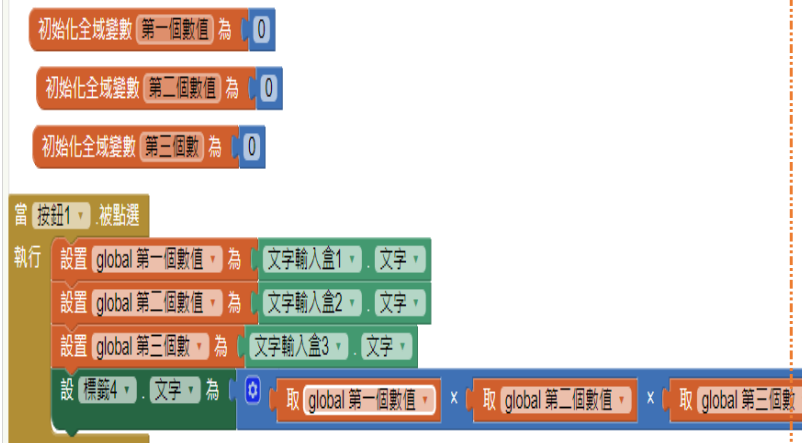 初始化全域變數 第一個數值 為 0
初始化全域變數 第二個數值 為 0
初始化全域變數 第三個數 為 0
當 按鈕1 .被點選
執行 設置 global 第一個數值 為 文字輸入盒1 . 文字
設置 global 第二個數值 為 文字輸入盒2 . 文字
設置 global 第三個數 為 文字輸入盒3 . 文字
設 標籤4 . 文字 為 取 global 第一個數值 × 取 global 第二個數值 × 取 global 第三個數